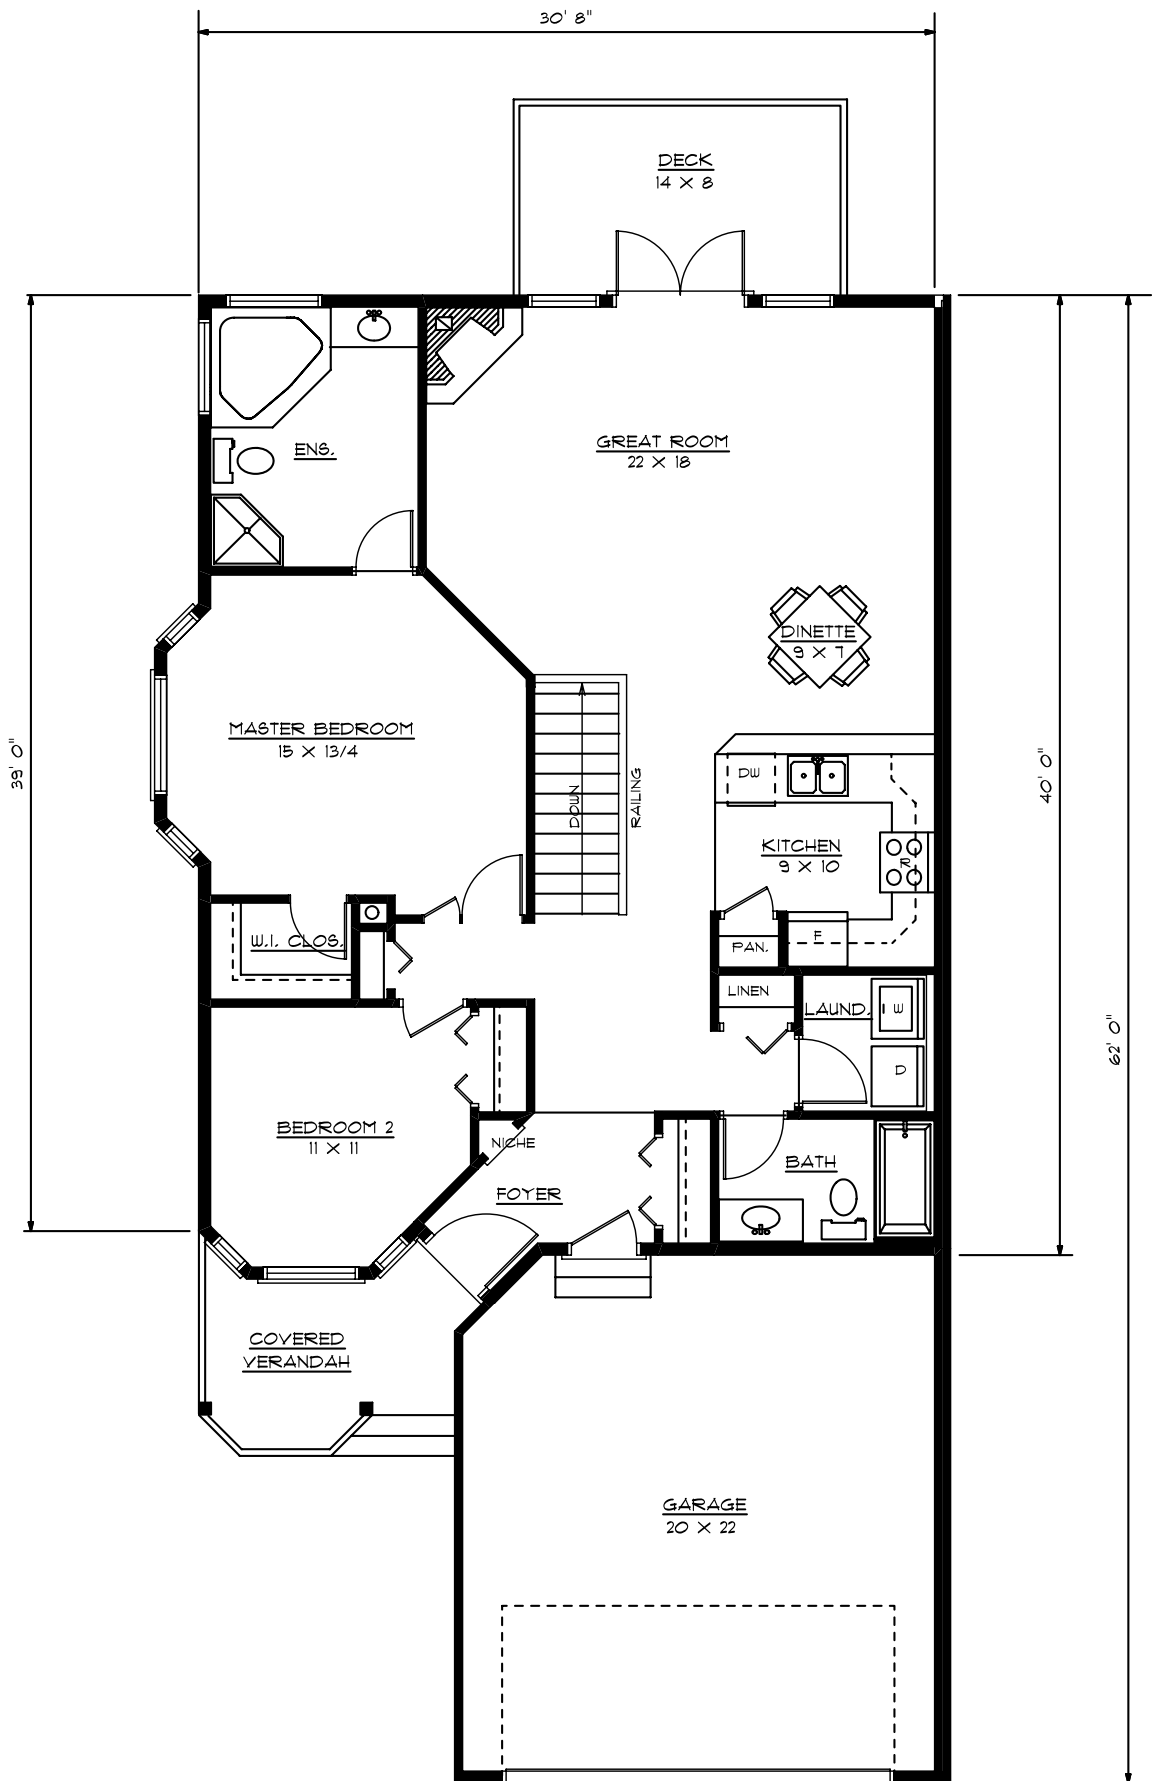 30' 8"
DECK
14 X 8
ENS.
GREAT ROOM
22 X 18
DINETTE
9 X 7
MASTER BEDROOM
15 X 13/4
39' 0"
DOWN
RAILING
DW
40' 0"
KITCHEN
9 X 10
R
W.I. CLOS.
PAN.
F
LINEN
LAUND.
W
62' 0"
D
BEDROOM 2
11 X 11
NICHE
BATH
FOYER
COVERED
VERANDAH
GARAGE
20 X 22